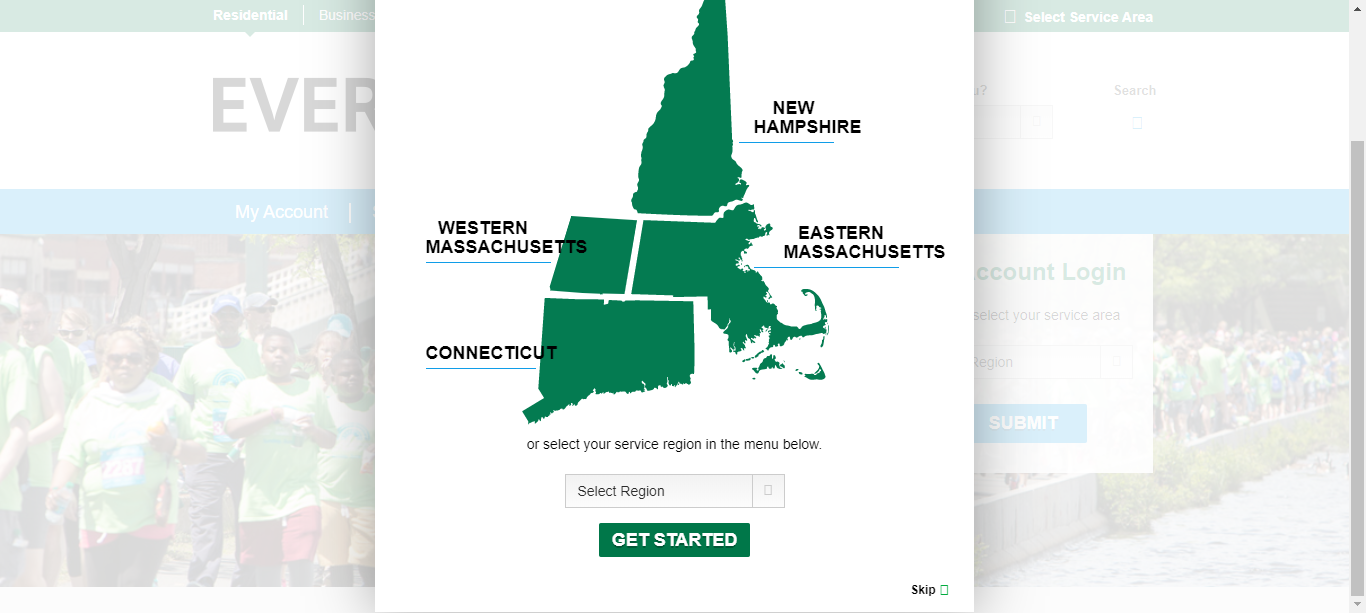 Residential
Business
Select Service Area
EVER
u?
Search
My Account
NEW
HAMPSHIRE
WESTERN
MASSACHUSETTS
EASTERN
MASSACHUSETTS
CONNECTICUT
ccount Login
select your service area
Region
SUBMIT
2287
or select your service region in the menu below.
Select Region
GET STARTED
Skip